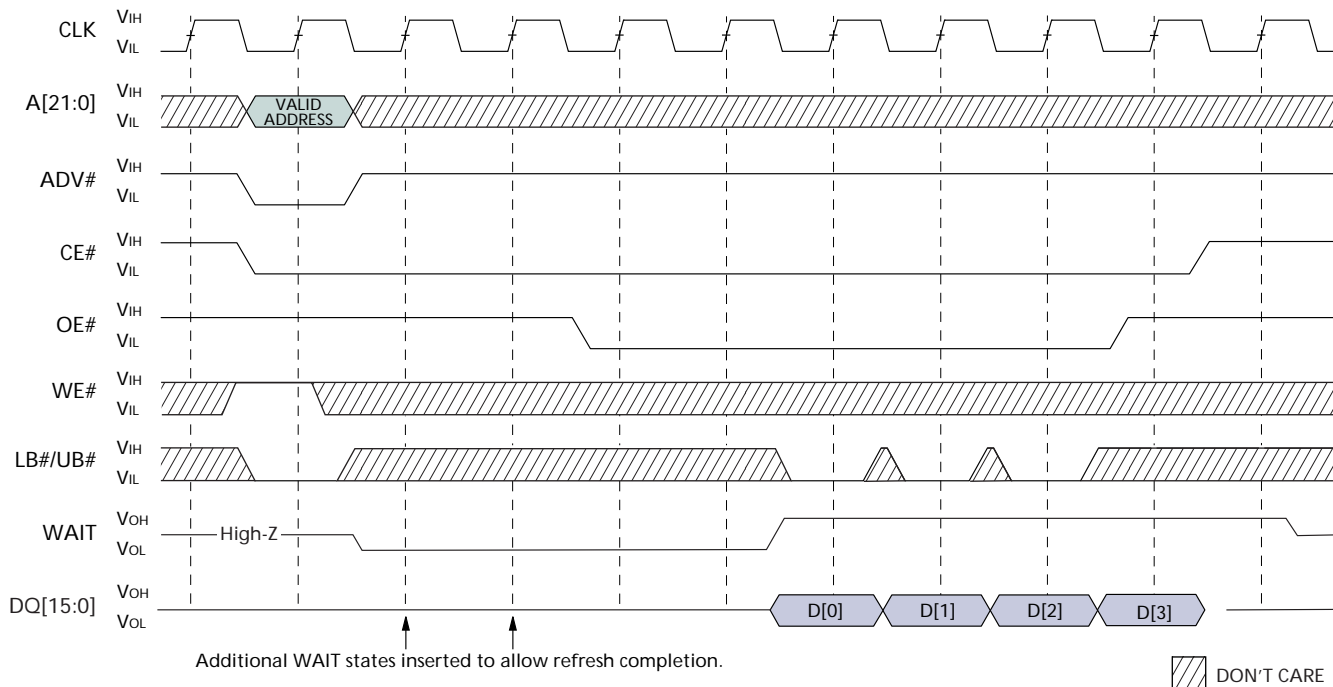 CLK VIH
VIL
A[21:0] VIH
VIL
VALID
ADDRESS
ADV# VIH
VIL
CE# VIH
VIL
OE# VIH
VIL
WE# VIH
VIL
LB#/UB# VIH
VIL
WAIT VOH
VOL
High-Z
DQ[15:0] VOH
VOL
D[0] D[1] D[2] D[3]
Additional WAIT states inserted to allow refresh completion.
DON'T CARE